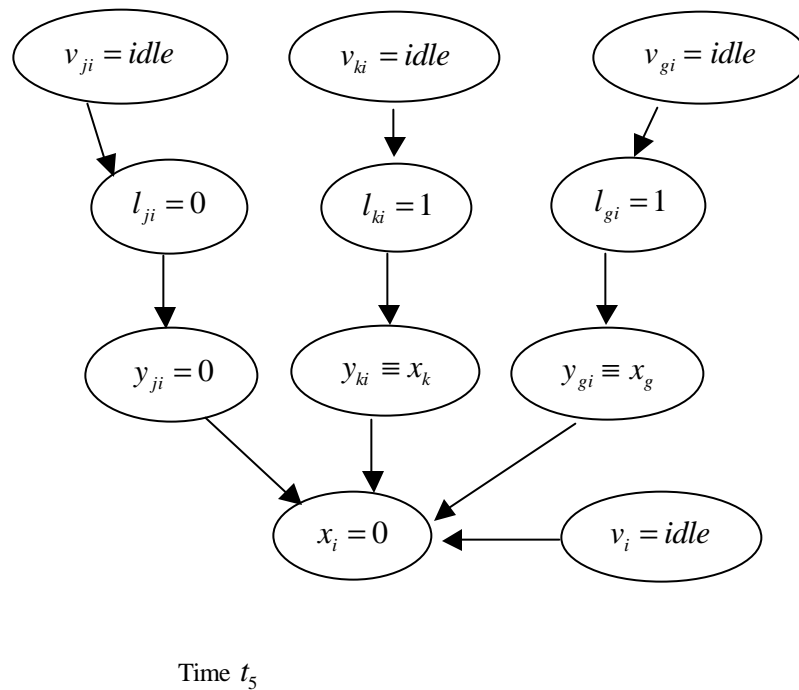 v_ji = idle
v_ki = idle
v_gi = idle
l_ji = 0
l_ki = 1
l_gi = 1
y_ji = 0
y_ki ≡ x_k
y_gi ≡ x_g
x_i = 0
v_i = idle
Time t_5